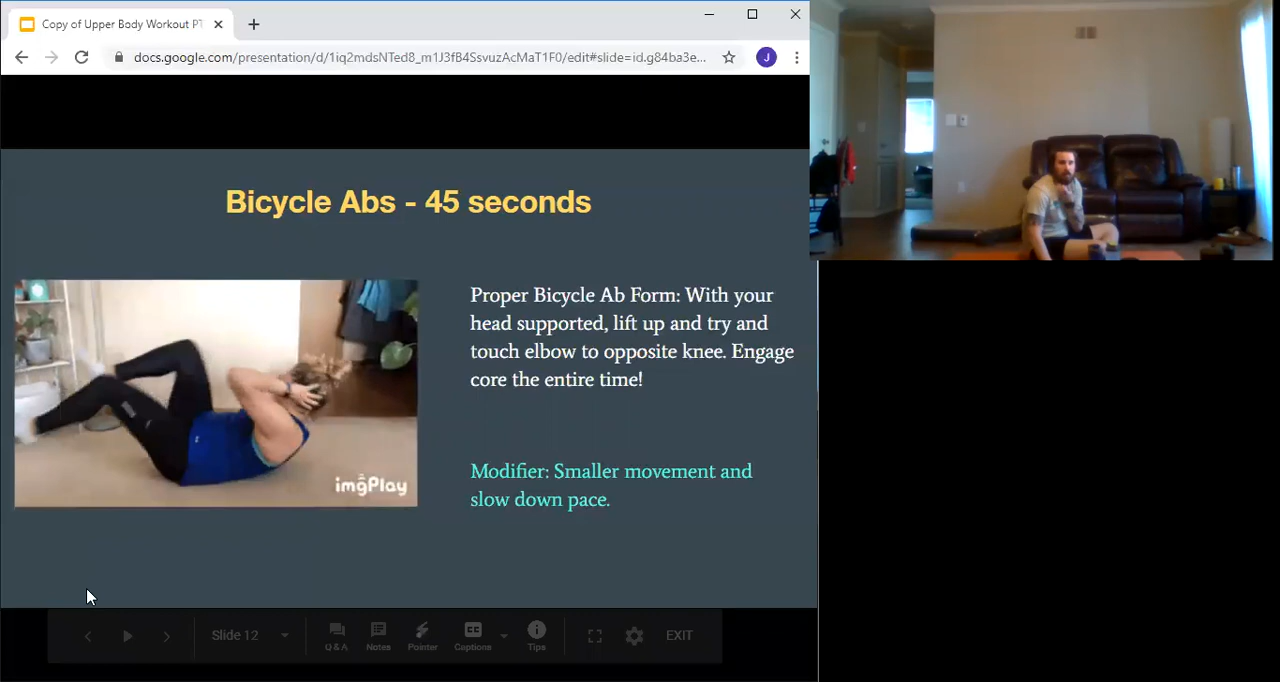 Copy of Upper Body Workout PT
docs.google.com/presentation/d/1iq2mdsNTed8_m1J3fB4SsvuzAcMaT1F0/edit#slide=id.g84ba3e...
J
Bicycle Abs - 45 seconds
Proper Bicycle Ab Form: With your
head supported, lift up and try and
touch elbow to opposite knee. Engage
core the entire time!
imgPlay
Modifier: Smaller movement and
slow down pace.
Slide 12
Q & A
Notes
Pointer
CC
Captions
Tips
EXIT